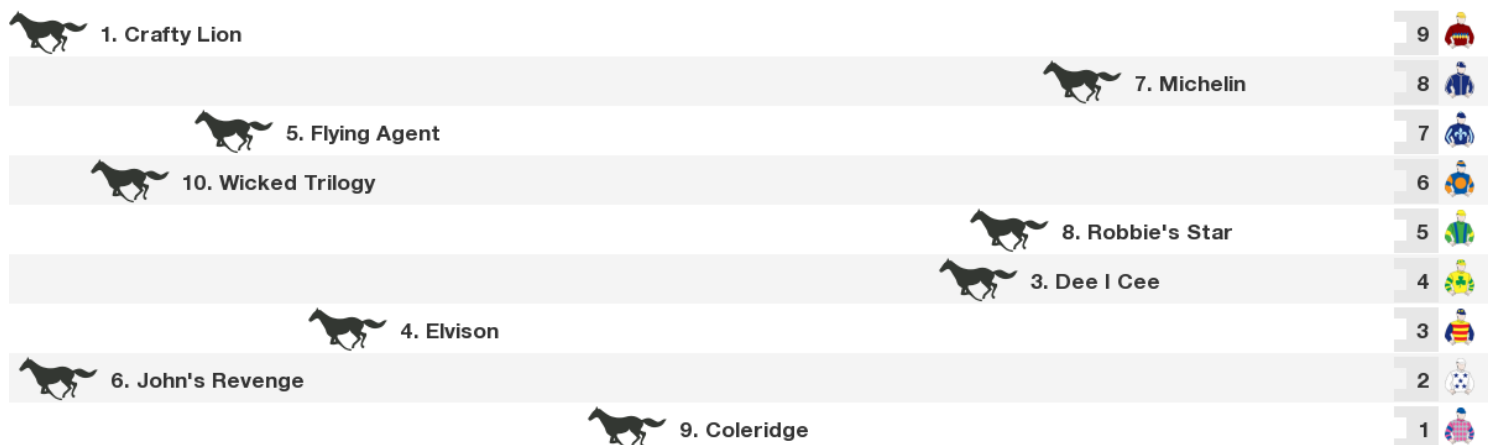 1. Crafty Lion 9
7. Michelin 8
5. Flying Agent 7
10. Wicked Trilogy 6
8. Robbie's Star 5
3. Dee I Cee 4
4. Elvison 3
6. John's Revenge 2
9. Coleridge 1